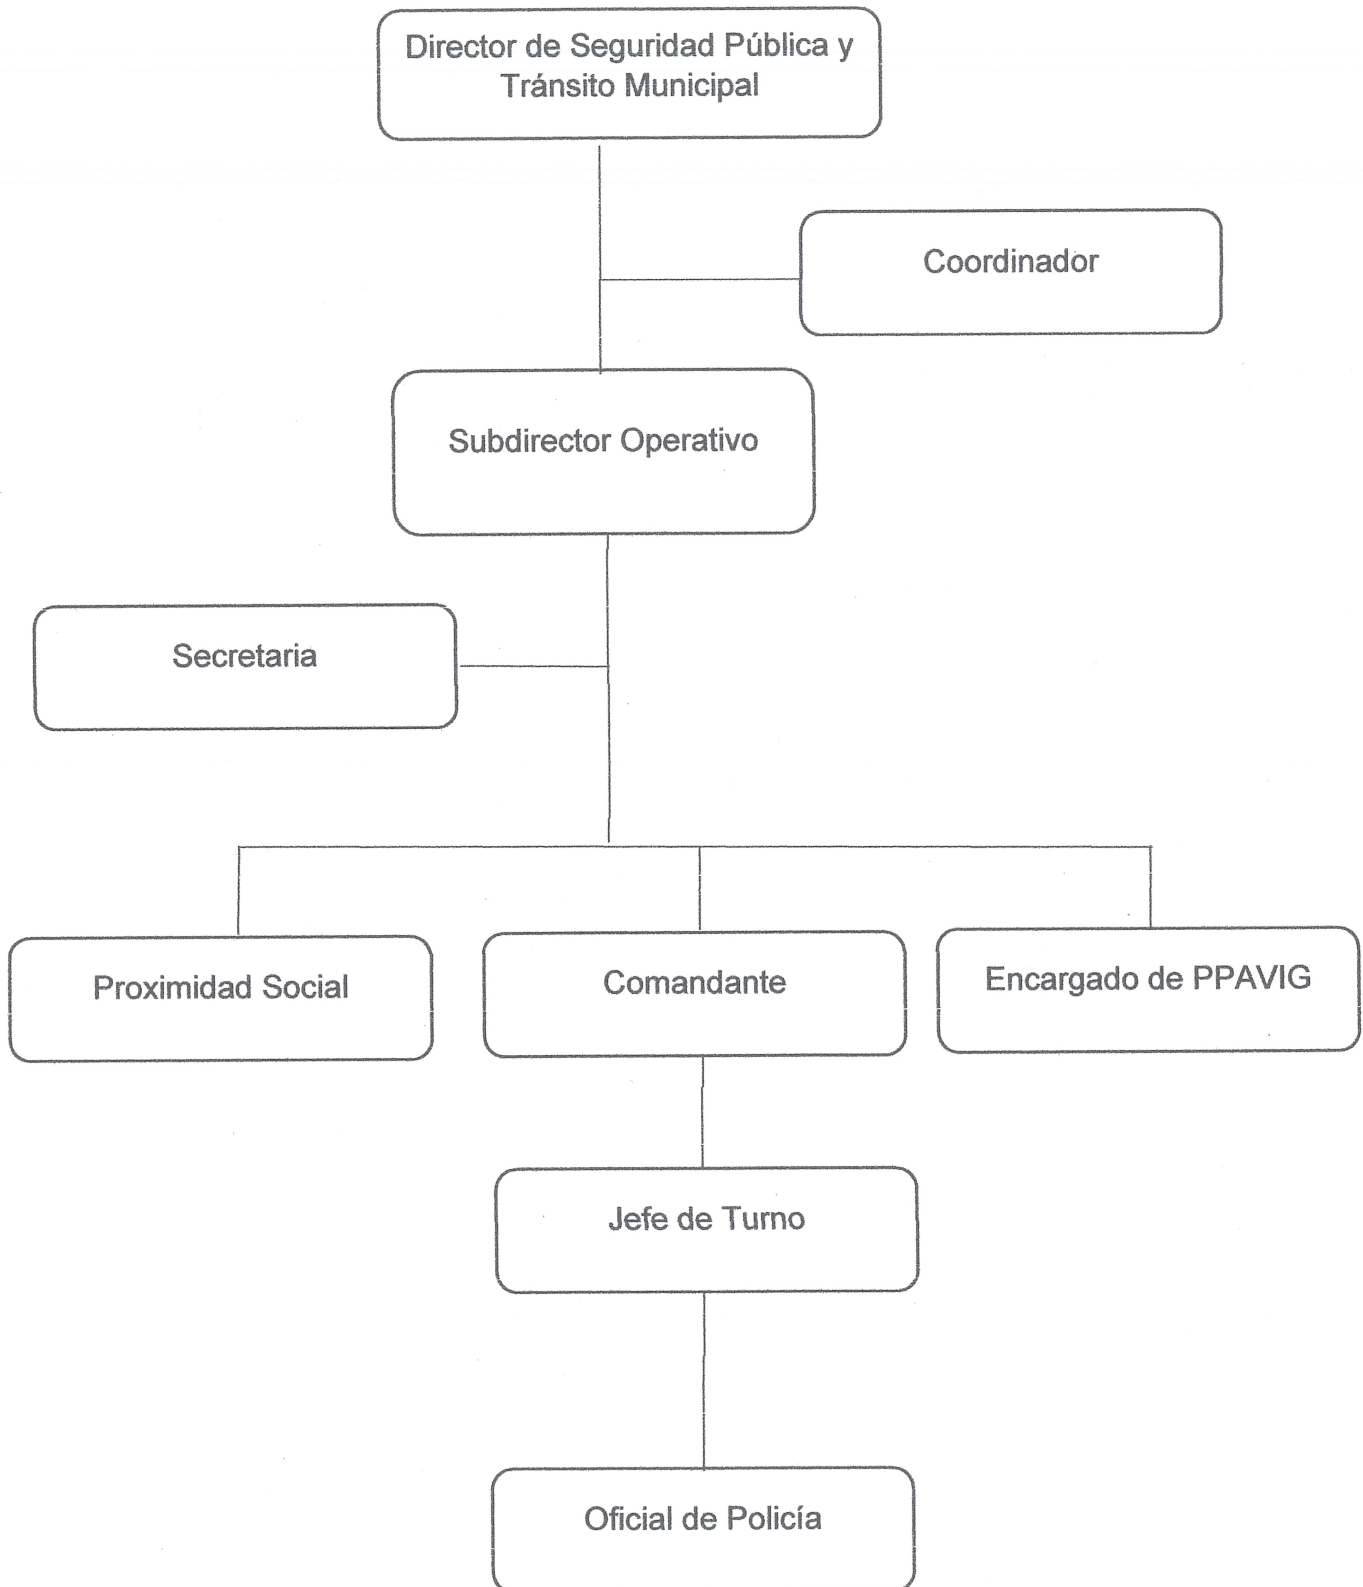 Director de Seguridad Pública y
Tránsito Municipal
Coordinador
Subdirector Operativo
Secretaria
Proximidad Social
Comandante
Encargado de PPAVIG
Jefe de Turno
Oficial de Policía